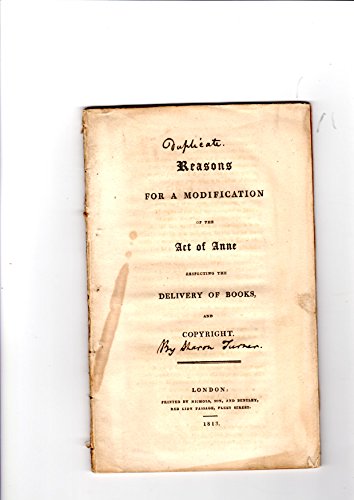 Duplicate.
Reasons
FOR A MODIFICATION
OF THE
Act of Anne
RESPECTING THE
DELIVERY OF BOOKS,
AND
COPYRIGHT.
By Sharon Turner.
LONDON:
PRINTED BY NICHOLS, SON, AND BENTLEY,
RED LION PASSAGE, FLEET STREET.
1813.